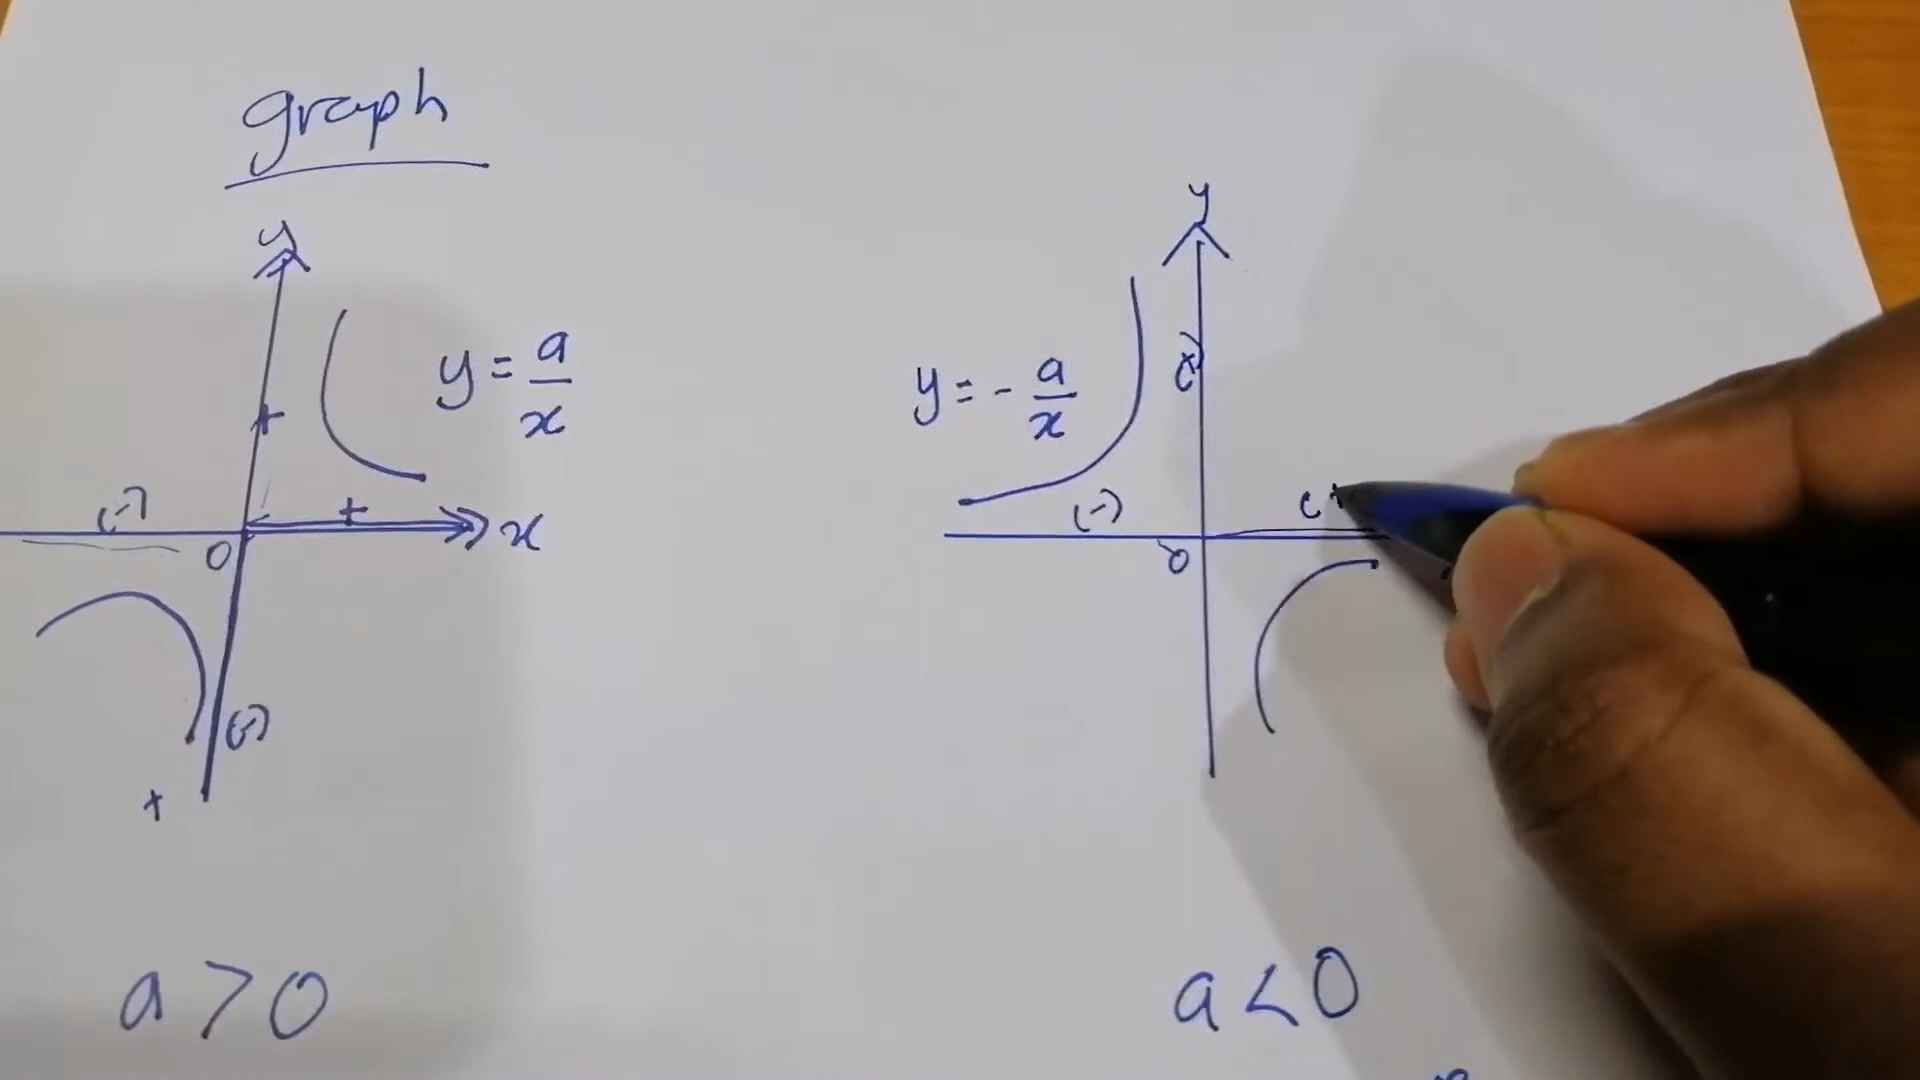 graph
y
y = a/x
+
(-)
+
x
0
(-)
+
a > 0
y
y = - a/x
(-)
(+
0
a < 0